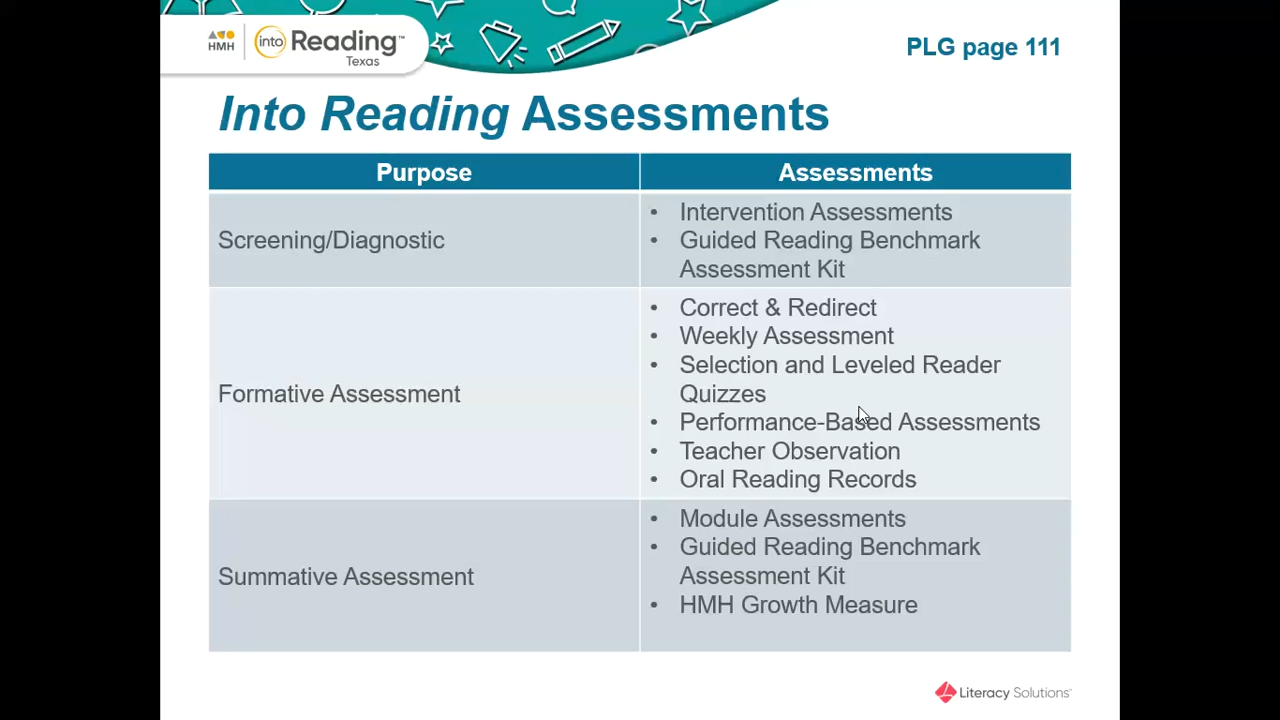 HMH
into Reading™
Texas
PLG page 111
Into Reading Assessments
Purpose
Assessments
Screening/Diagnostic
• Intervention Assessments
• Guided Reading Benchmark
Assessment Kit
Formative Assessment
• Correct & Redirect
• Weekly Assessment
• Selection and Leveled Reader
Quizzes
• Performance-Based Assessments
• Teacher Observation
• Oral Reading Records
Summative Assessment
• Module Assessments
• Guided Reading Benchmark
Assessment Kit
• HMH Growth Measure
Literacy Solutions™